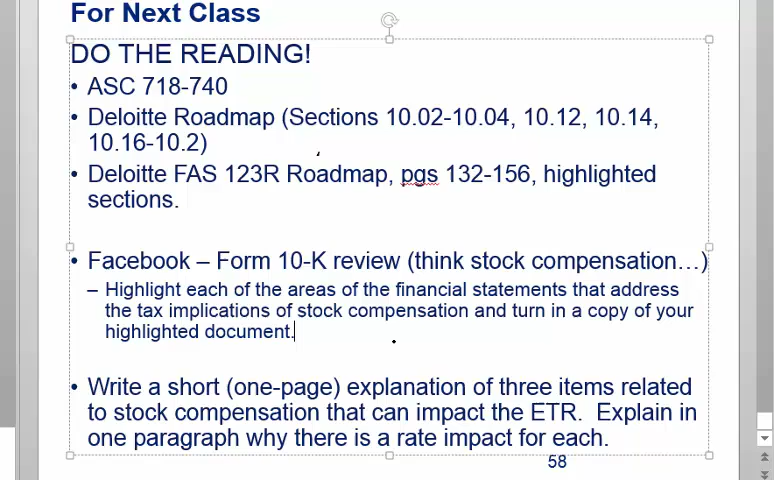 For Next Class
DO THE READING!
• ASC 718-740
• Deloitte Roadmap (Sections 10.02-10.04, 10.12, 10.14,
10.16-10.2)
• Deloitte FAS 123R Roadmap, pgs 132-156, highlighted
sections.
• Facebook – Form 10-K review (think stock compensation…)
– Highlight each of the areas of the financial statements that address
the tax implications of stock compensation and turn in a copy of your
highlighted document.
• Write a short (one-page) explanation of three items related
to stock compensation that can impact the ETR.  Explain in
one paragraph why there is a rate impact for each.
58